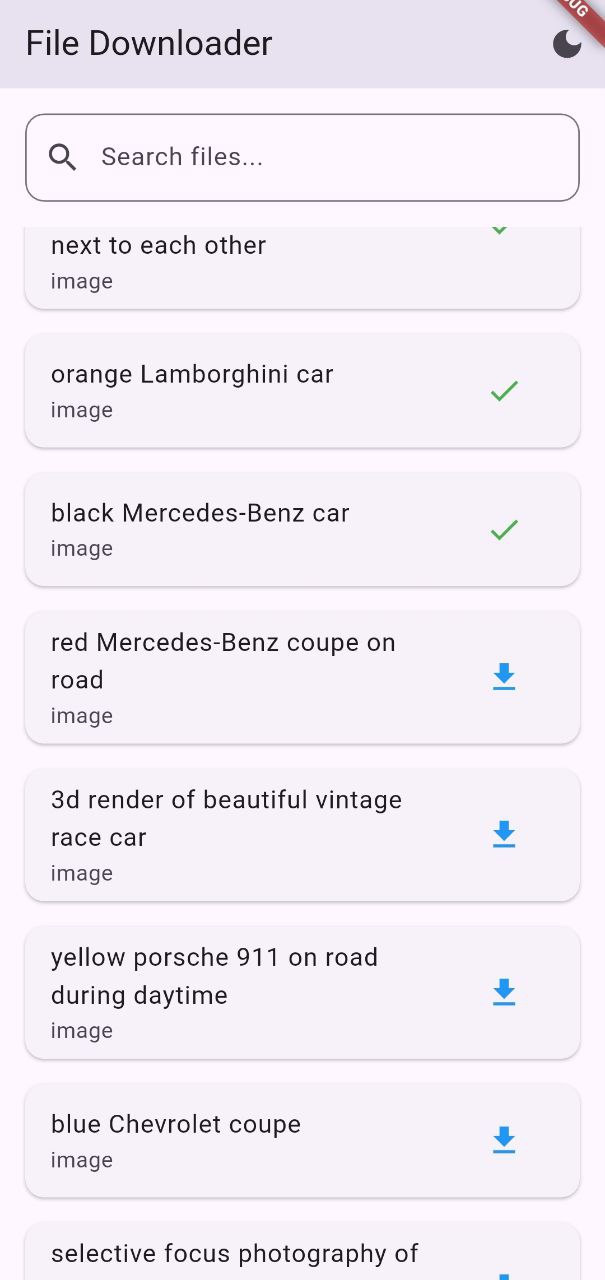 File Downloader
Search files...
next to each other
image
orange Lamborghini car
image
black Mercedes-Benz car
image
red Mercedes-Benz coupe on
road
image
3d render of beautiful vintage
race car
image
yellow porsche 911 on road
during daytime
image
blue Chevrolet coupe
image
selective focus photography of